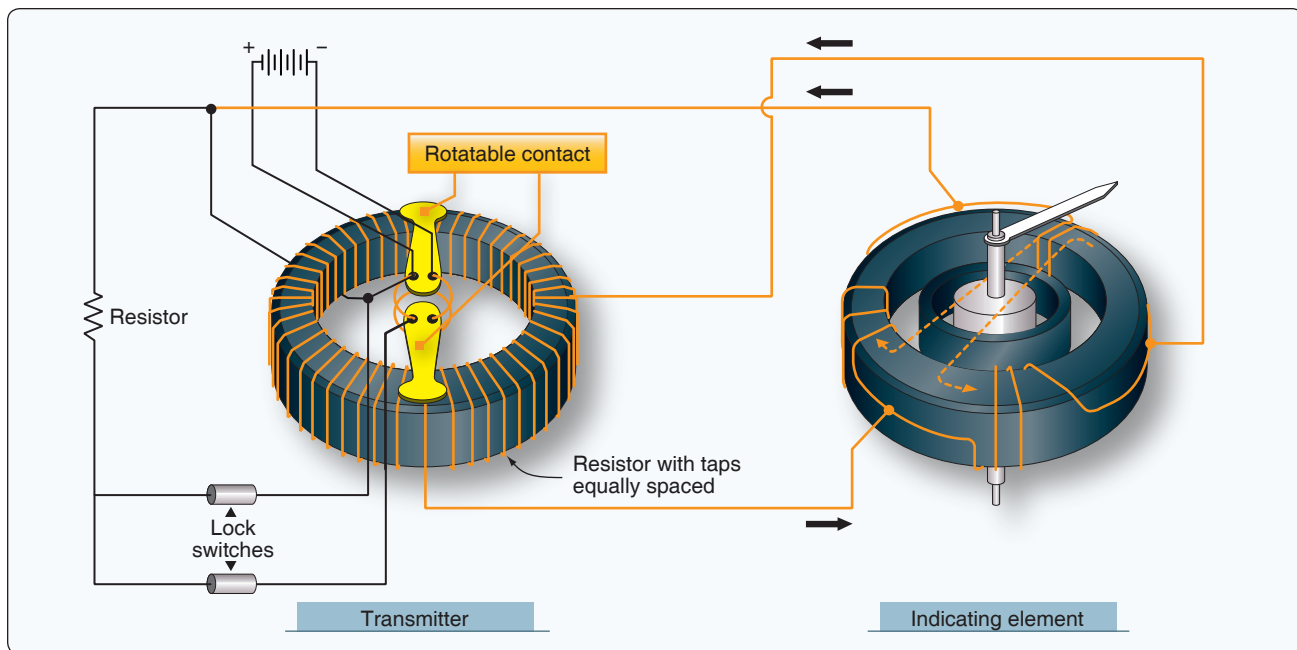 + −
Rotatable contact
Resistor
Resistor with taps
equally spaced
Lock
switches
Transmitter
Indicating element